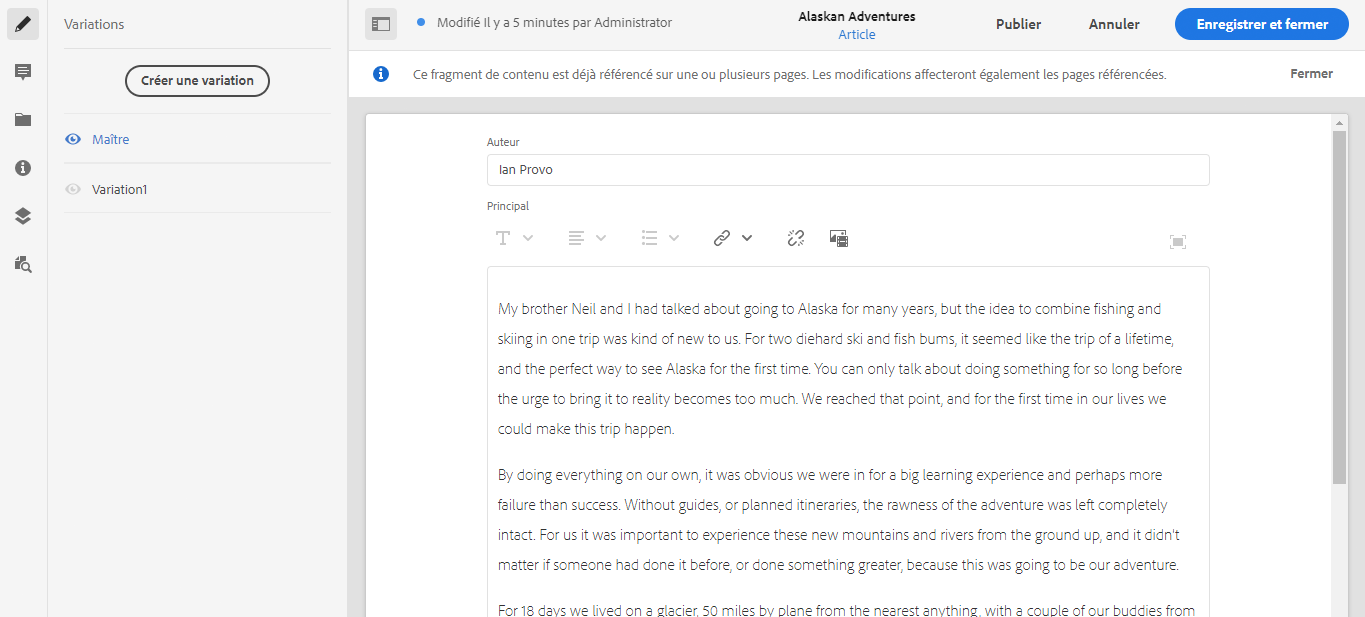 Variations
Créer une variation
Maître
Variation1
Modifié Il y a 5 minutes par Administrator
Alaskan Adventures
Article
Publier
Annuler
Enregistrer et fermer
Ce fragment de contenu est déjà référencé sur une ou plusieurs pages. Les modifications affecteront également les pages référencées.
Fermer
Auteur
Ian Provo
Principal
My brother Neil and I had talked about going to Alaska for many years, but the idea to combine fishing and
skiing in one trip was kind of new to us. For two diehard ski and fish bums, it seemed like the trip of a lifetime,
and the perfect way to see Alaska for the first time. You can only talk about doing something for so long before
the urge to bring it to reality becomes too much. We reached that point, and for the first time in our lives we
could make this trip happen.
By doing everything on our own, it was obvious we were in for a big learning experience and perhaps more
failure than success. Without guides, or planned itineraries, the rawness of the adventure was left completely
intact. For us it was important to experience these new mountains and rivers from the ground up, and it didn't
matter if someone had done it before, or done something greater, because this was going to be our adventure.
For 18 days we lived on a glacier, 50 miles by plane from the nearest anything, with a couple of our buddies from